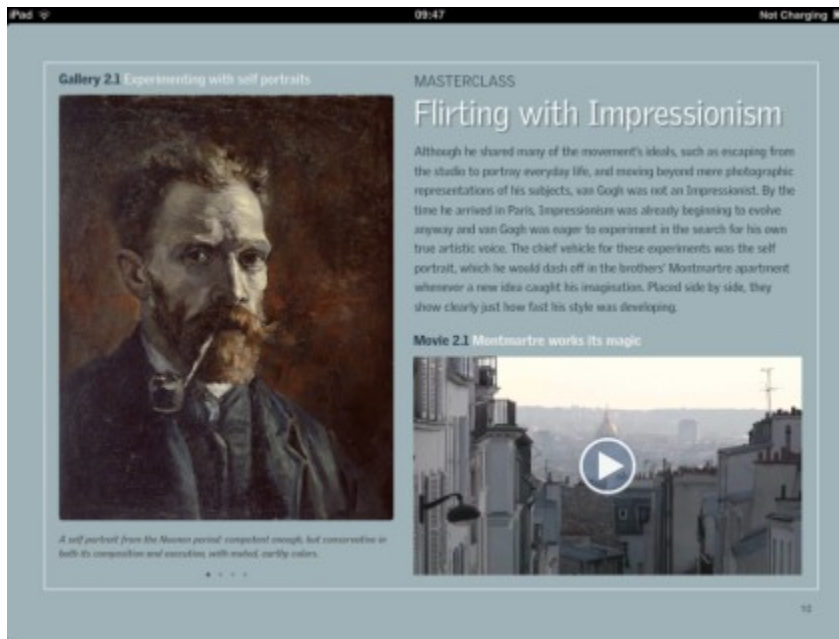 iPad
09:47
Not Charging
Gallery 2.1 Experimenting with self portraits
A self portrait from the Neunen period: competent enough, but conservative in
both its composition and execution, with muted, earthy colors.
MASTERCLASS
Flirting with Impressionism
Although he shared many of the movement's ideals, such as escaping from
the studio to portray everyday life, and moving beyond mere photographic
representations of his subjects, van Gogh was not an Impressionist. By the
time he arrived in Paris, Impressionism was already beginning to evolve
anyway and van Gogh was eager to experiment in the search for his own
true artistic voice. The chief vehicle for these experiments was the self
portrait, which he would dash off in the brothers' Montmartre apartment
whenever a new idea caught his imagination. Placed side by side, they
show clearly just how fast his style was developing.
Movie 2.1 Montmartre works its magic